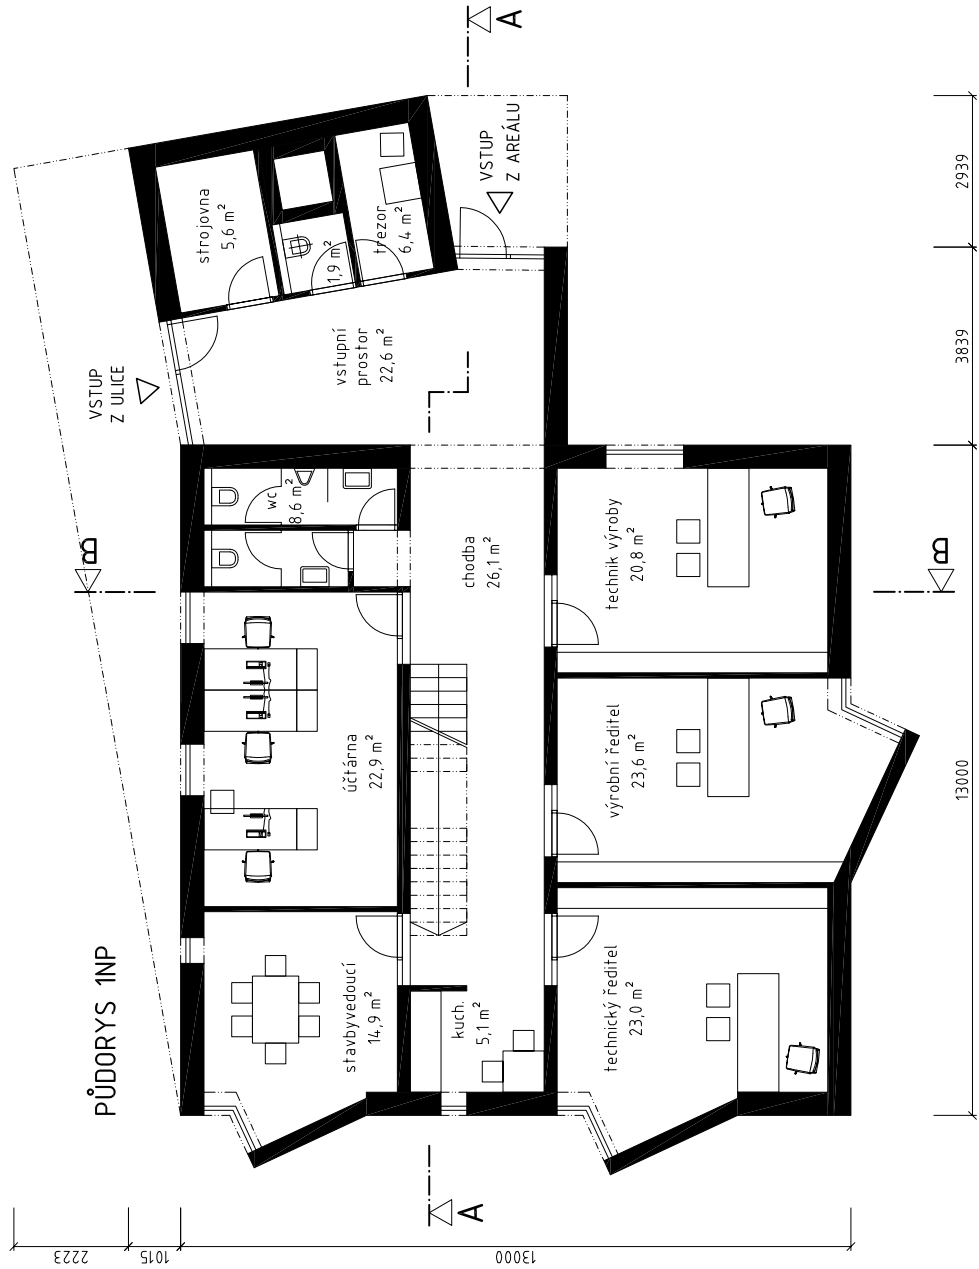 PŮDORYS 1NP
VSTUP
Z ULICE
VSTUP
Z AREÁLU
strojovna
5,6 m²
1,9 m²
trezor
6,4 m²
vstupní
prostor
22,6 m²
wc
8,6 m²
chodba
26,1 m²
účtárna
22,9 m²
stavbyvedoucí
14,9 m²
kuch.
5,1 m²
technik výroby
20,8 m²
výrobní ředitel
23,6 m²
technický ředitel
23,0 m²
A
A
B
B
13000
3839
2939
2223
1015
13000